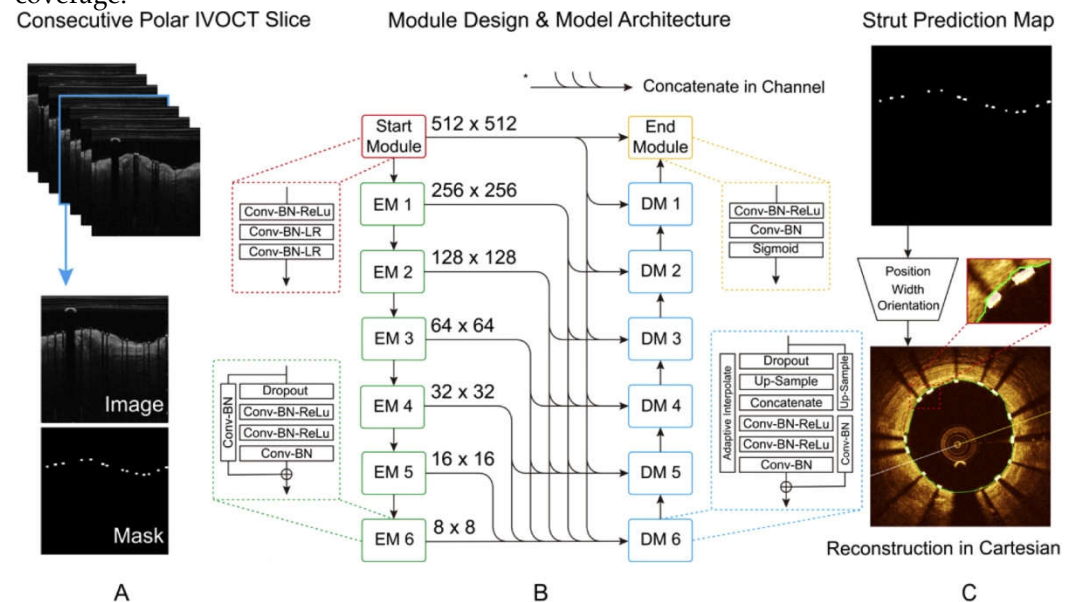 coverage.
Consecutive Polar IVOCT Slice
Module Design & Model Architecture
Strut Prediction Map
* Concatenate in Channel
Image
Mask
A
Start
Module
512 x 512
End
Module
EM 1
256 x 256
DM 1
EM 2
128 x 128
DM 2
EM 3
64 x 64
DM 3
EM 4
32 x 32
DM 4
EM 5
16 x 16
DM 5
EM 6
8 x 8
DM 6
Conv-BN-ReLu
Conv-BN-LR
Conv-BN-LR
Conv-BN-ReLu
Conv-BN
Sigmoid
Conv-BN
Dropout
Conv-BN-ReLu
Conv-BN-ReLu
Conv-BN
Adaptive Interpolate
Dropout
Up-Sample
Concatenate
Conv-BN-ReLu
Conv-BN-ReLu
Conv-BN
Up-Sample
Conv-BN
B
Position
Width
Orientation
Reconstruction in Cartesian
C